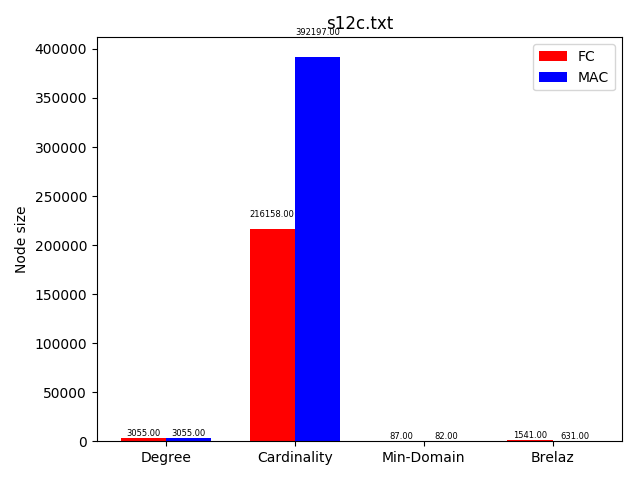 s12c.txt
392197.00
400000
FC
MAC
350000
300000
250000
216158.00
Node size
200000
150000
100000
50000
3055.00 3055.00 87.00 82.00 1541.00 631.00
0
Degree Cardinality Min-Domain Brelaz